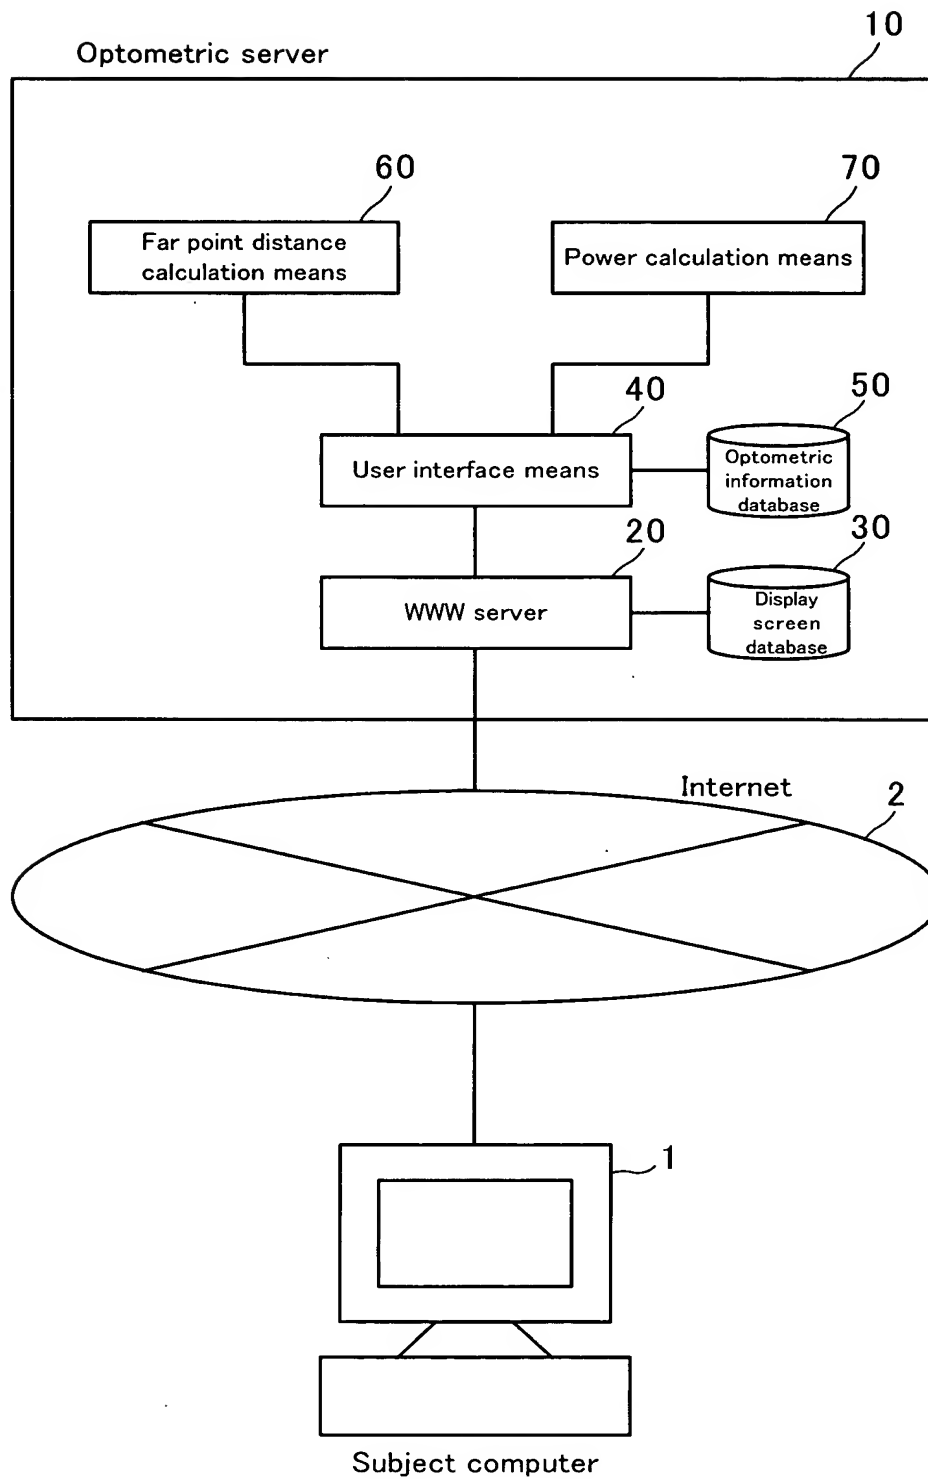 10
Optometric server
60
70
Far point distance
calculation means
Power calculation means
40
50
User interface means
Optometric
information
database
20
30
WWW server
Display
screen
database
Internet
2
1
Subject computer